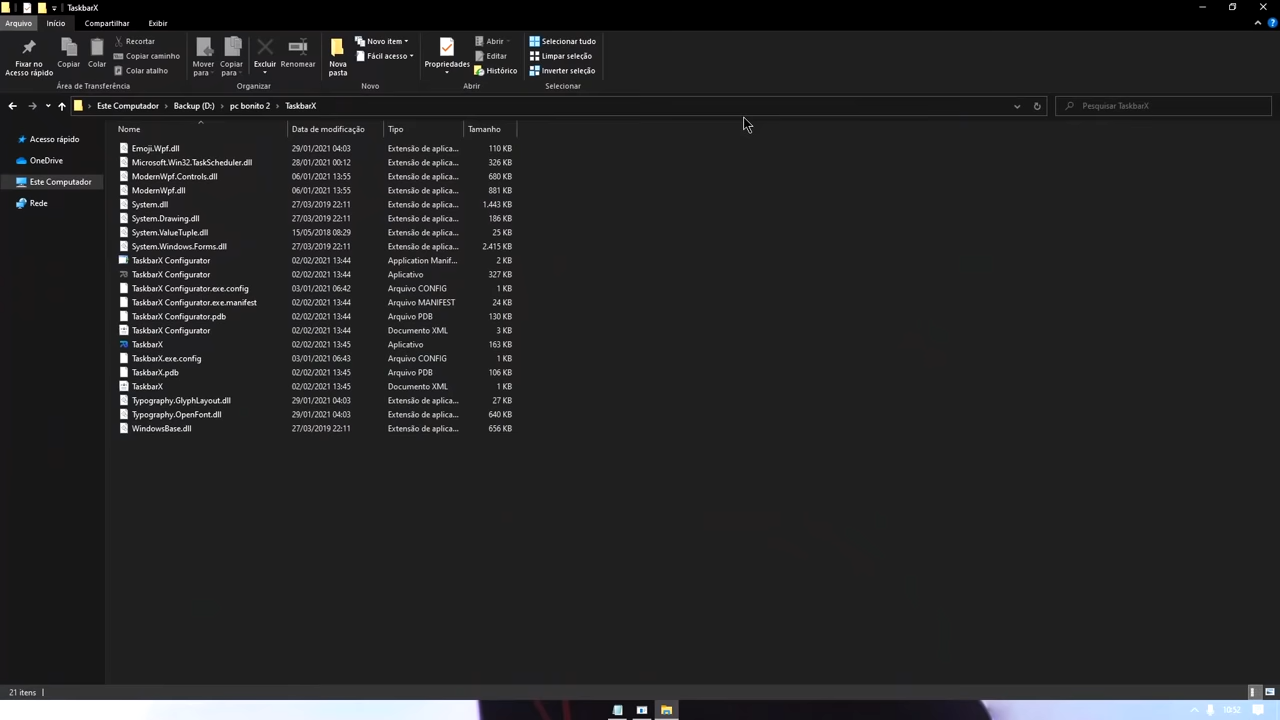 TaskbarX
Arquivo Início Compartilhar Exibir
Fixar no Acesso rápido
Copiar
Colar
Recortar
Copiar caminho
Colar atalho
Mover para
Copiar para
Excluir
Renomear
Nova pasta
Novo item
Fácil acesso
Propriedades
Abrir
Editar
Histórico
Selecionar tudo
Limpar seleção
Inverter seleção
Área de Transferência Organizar Novo Abrir Selecionar
Este Computador > Backup (D:) > pc bonito 2 > TaskbarX
Pesquisar TaskbarX
Acesso rápido
OneDrive
Este Computador
Rede
Nome Data de modificação Tipo Tamanho
Emoji.Wpf.dll 29/01/2021 04:03 Extensão de aplica... 110 KB
Microsoft.Win32.TaskScheduler.dll 28/01/2021 00:12 Extensão de aplica... 326 KB
ModernWpf.Controls.dll 06/01/2021 13:55 Extensão de aplica... 680 KB
ModernWpf.dll 06/01/2021 13:55 Extensão de aplica... 881 KB
System.dll 27/03/2019 22:11 Extensão de aplica... 1.443 KB
System.Drawing.dll 27/03/2019 22:11 Extensão de aplica... 186 KB
System.ValueTuple.dll 15/05/2018 08:29 Extensão de aplica... 25 KB
System.Windows.Forms.dll 27/03/2019 22:11 Extensão de aplica... 2.415 KB
TaskbarX Configurator 02/02/2021 13:44 Application Manif... 2 KB
TaskbarX Configurator 02/02/2021 13:44 Aplicativo 327 KB
TaskbarX Configurator.exe.config 03/01/2021 06:42 Arquivo CONFIG 1 KB
TaskbarX Configurator.exe.manifest 02/02/2021 13:44 Arquivo MANIFEST 24 KB
TaskbarX Configurator.pdb 02/02/2021 13:44 Arquivo PDB 130 KB
TaskbarX Configurator 02/02/2021 13:44 Documento XML 3 KB
TaskbarX 02/02/2021 13:45 Aplicativo 163 KB
TaskbarX.exe.config 03/01/2021 06:43 Arquivo CONFIG 1 KB
TaskbarX.pdb 02/02/2021 13:45 Arquivo PDB 106 KB
TaskbarX 02/02/2021 13:45 Documento XML 1 KB
Typography.GlyphLayout.dll 29/01/2021 04:03 Extensão de aplica... 27 KB
Typography.OpenFont.dll 29/01/2021 04:03 Extensão de aplica... 640 KB
WindowsBase.dll 27/03/2019 22:11 Extensão de aplica... 656 KB
21 itens
10:52